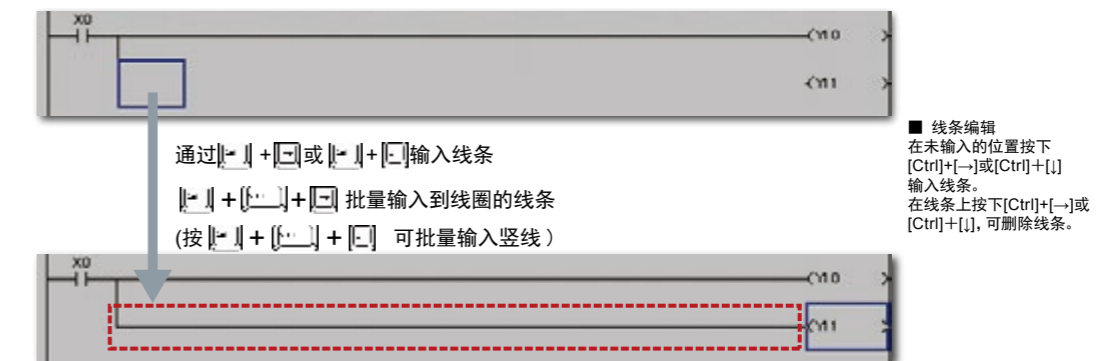 X0
Y10
Y11
通过 + 或 + 输入线条
+ + 批量输入到线圈的线条
(按 + + 可批量输入竖线）
■ 线条编辑
在未输入的位置按下
[Ctrl]+[→]或[Ctrl]＋[↓]
输入线条。
在线条上按下[Ctrl]+[→]或
[Ctrl]＋[↓]，可删除线条。
X0
Y10
Y11